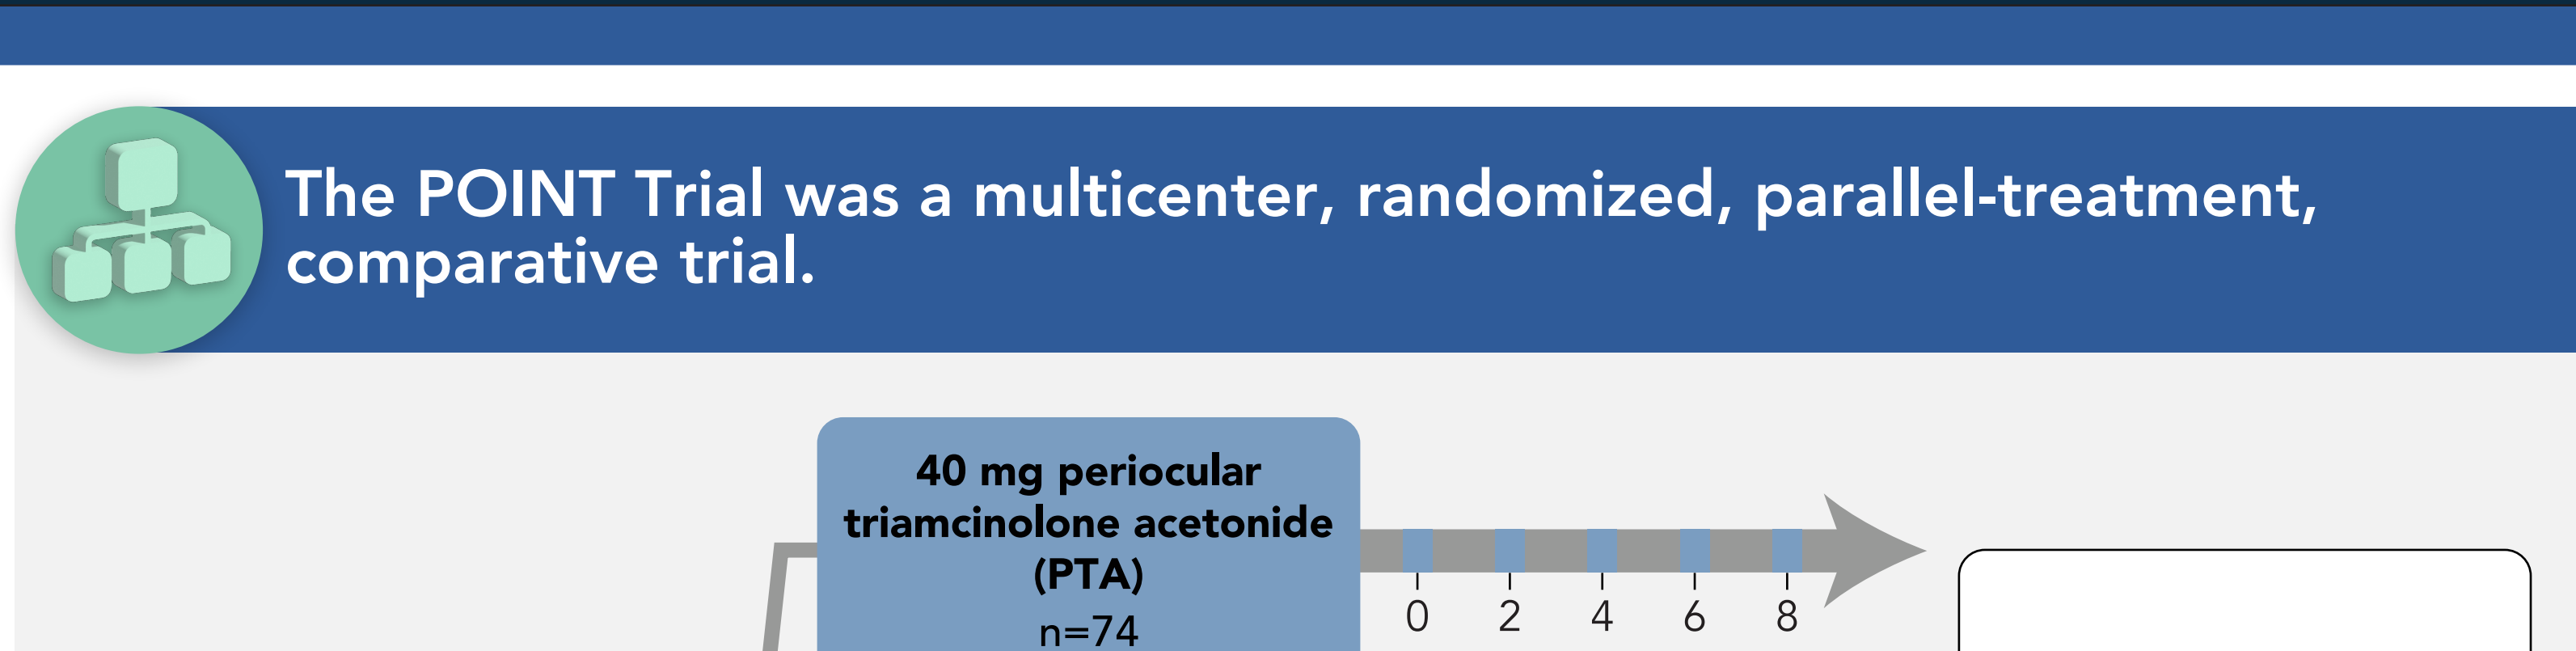 The POINT Trial was a multicenter, randomized, parallel-treatment,
comparative trial.
40 mg periocular
triamcinolone acetonide
(PTA)
n=74
0 2 4 6 8